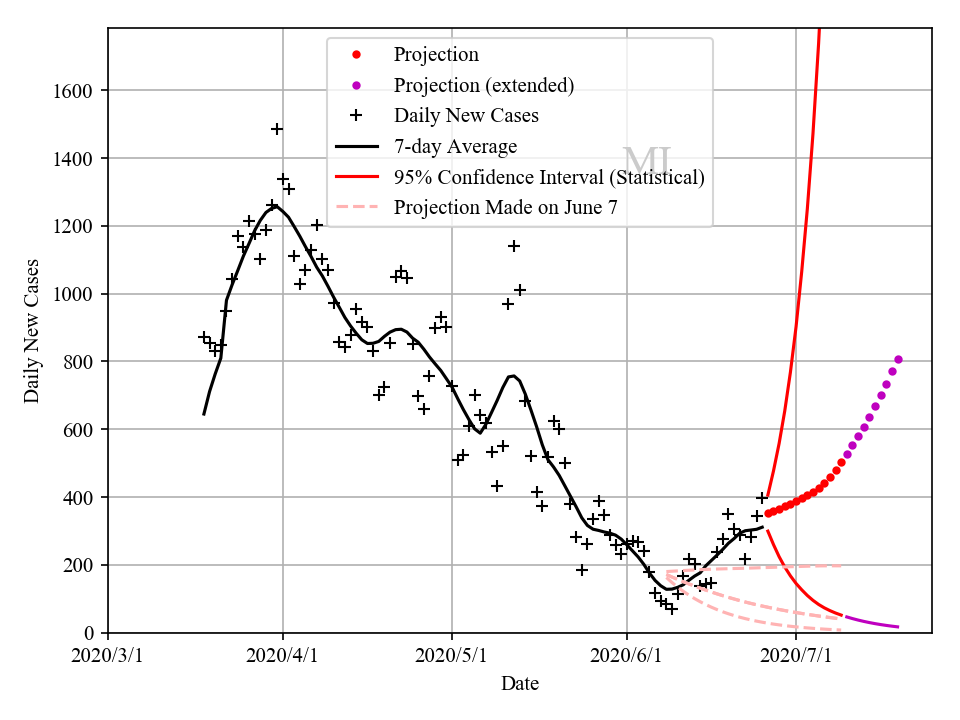 Projection
Projection (extended)
Daily New Cases
7-day Average
95% Confidence Interval (Statistical)
Projection Made on June 7
MI
1600
1400
1200
1000
800
600
400
200
0
Daily New Cases
2020/3/1
2020/4/1
2020/5/1
2020/6/1
2020/7/1
Date